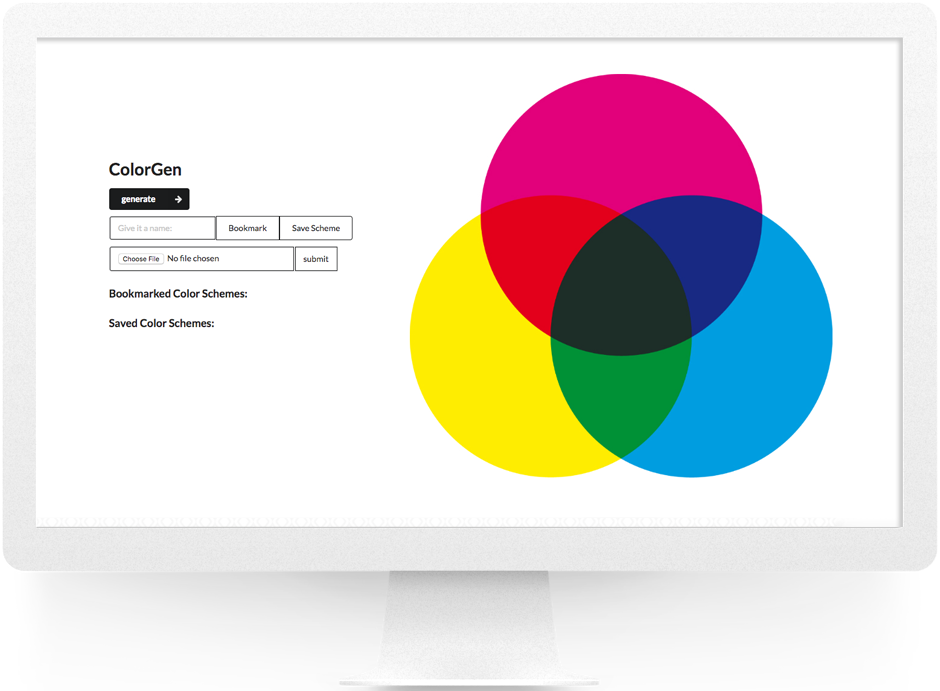 ColorGen
generate →
Give it a name: Bookmark Save Scheme
Choose File No file chosen submit
Bookmarked Color Schemes:
Saved Color Schemes: